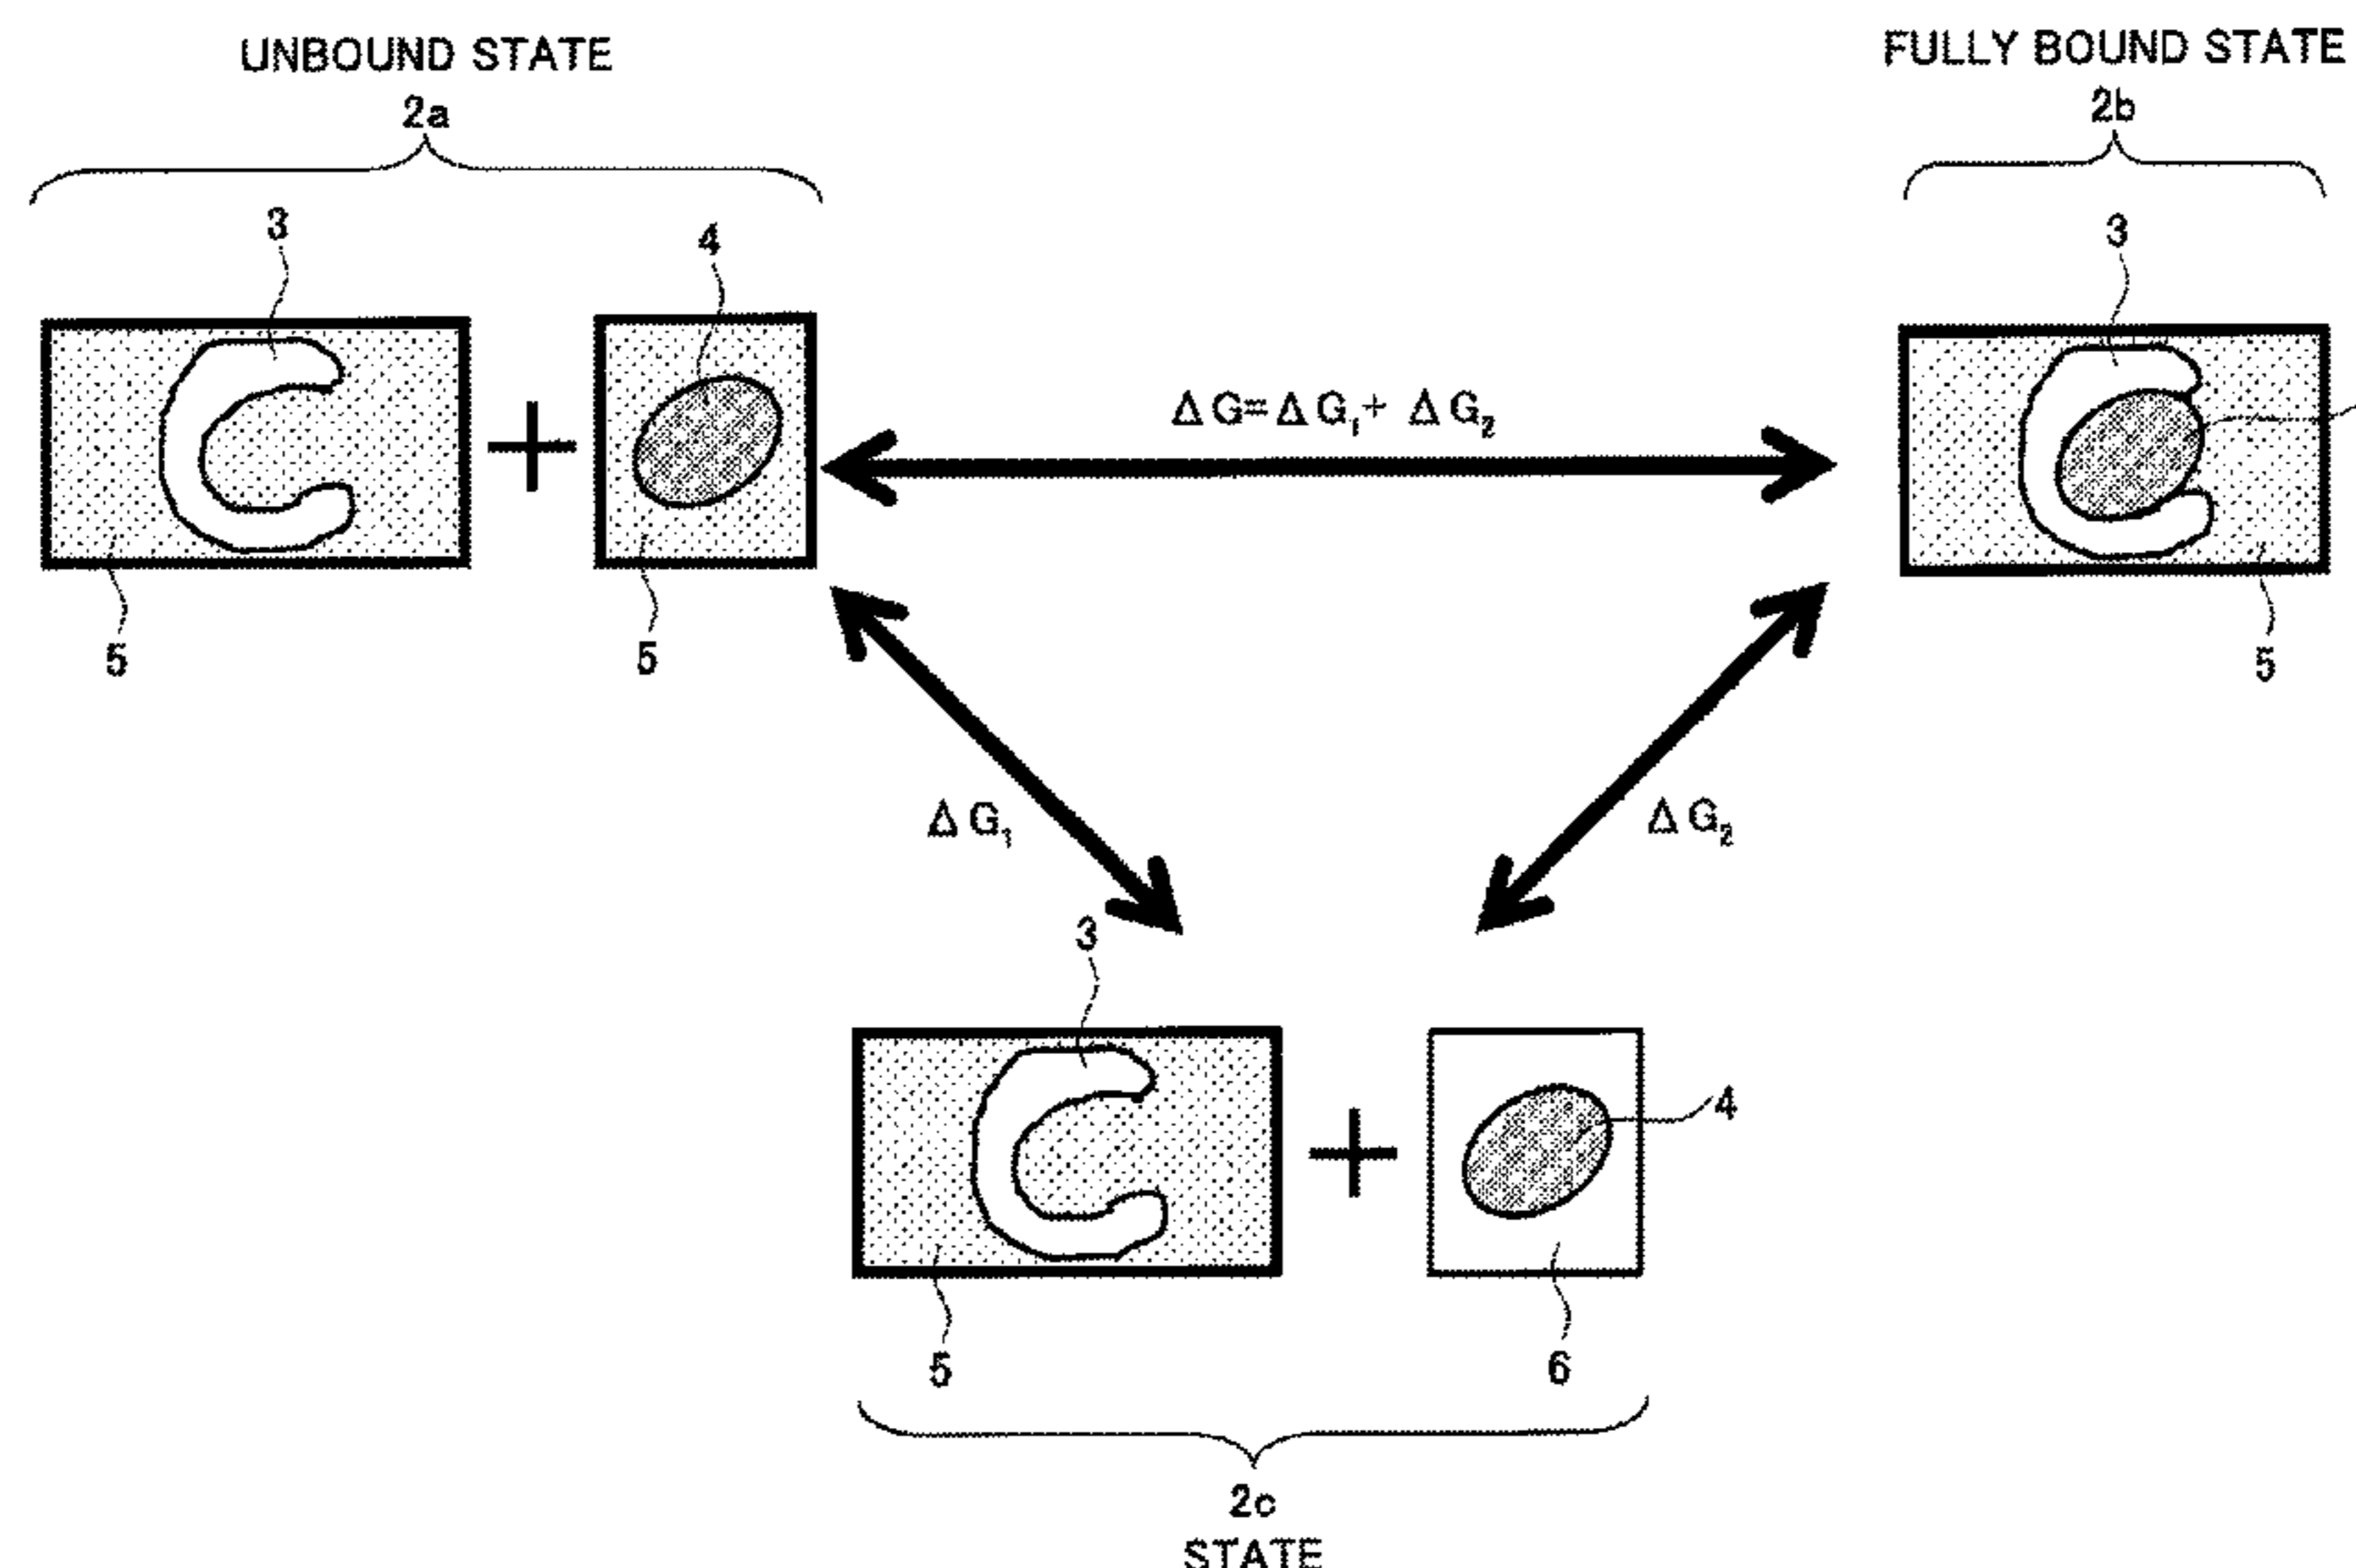 UNBOUND STATE
2a
FULLY BOUND STATE
2b
3
4
3
+
ΔG=ΔG₁+ ΔG₂
5
5
5
ΔG₁
ΔG₂
3
+
4
5
6
2c
STATE